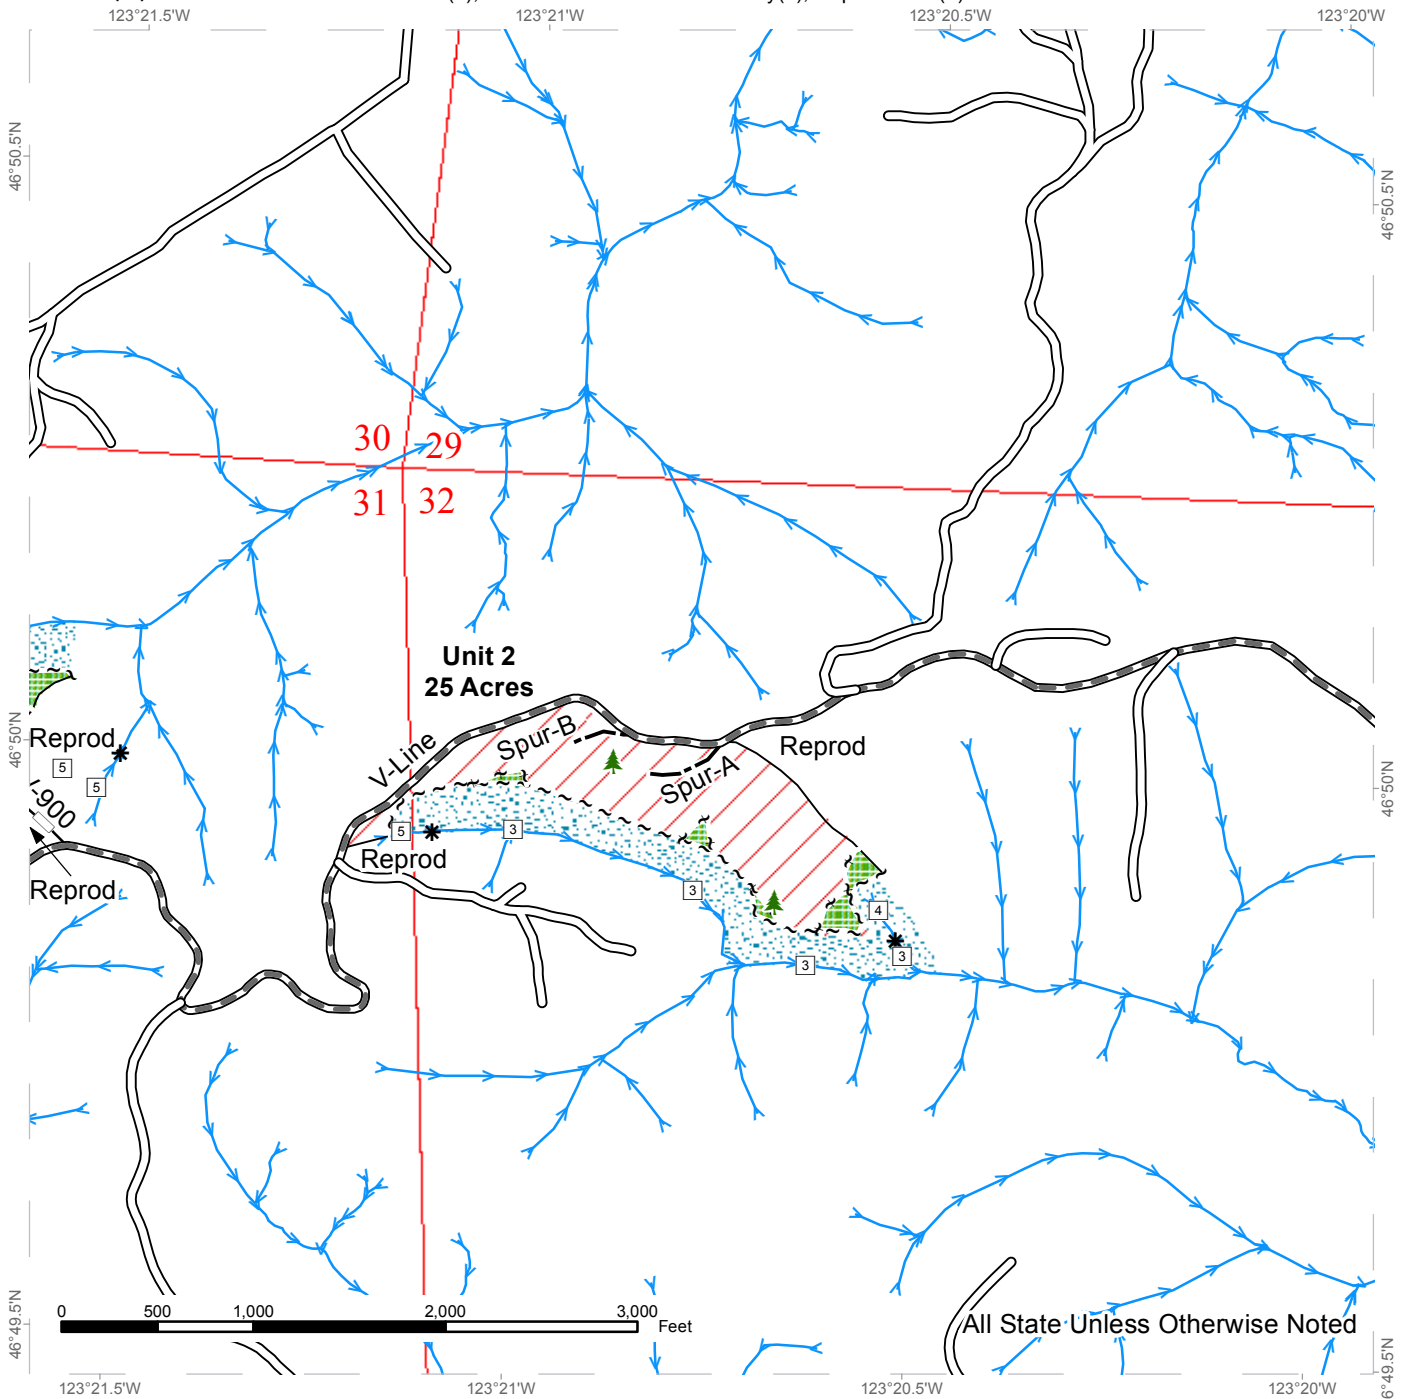 123°21.5'W
123°21'W
123°20.5'W
123°20'W
46°50.5'N
46°50.5'N
30
29
31
32
Unit 2
25 Acres
46°50'N
Reprod
V-Line
Spur-B
Spur-A
Reprod
5
5
46°50'N
5
3
Reprod
3
Reprod
4
3
3
46°49.5'N
0
500
1,000
2,000
3,000
Feet
All State Unless Otherwise Noted
123°21.5'W
123°21'W
123°20.5'W
123°20'W